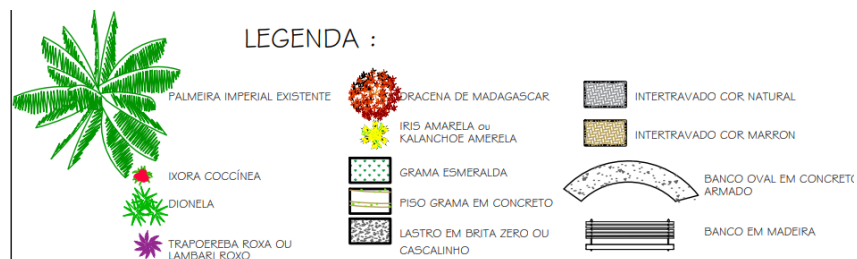 LEGENDA :
PALMEIRA IMPERIAL EXISTENTE
IXORA COCCÍNEA
DIONELA
TRAPOEREBA ROXA OU
LAMBARI ROXO
DRACENA DE MADAGASCAR
IRIS AMARELA ou
KALANCHOE AMERELA
GRAMA ESMERALDA
PISO GRAMA EM CONCRETO
LASTRO EM BRITA ZERO OU
CASCALINHO
INTERTRAVADO COR NATURAL
INTERTRAVADO COR MARRON
BANCO OVAL EM CONCRETO
ARMADO
BANCO EM MADEIRA